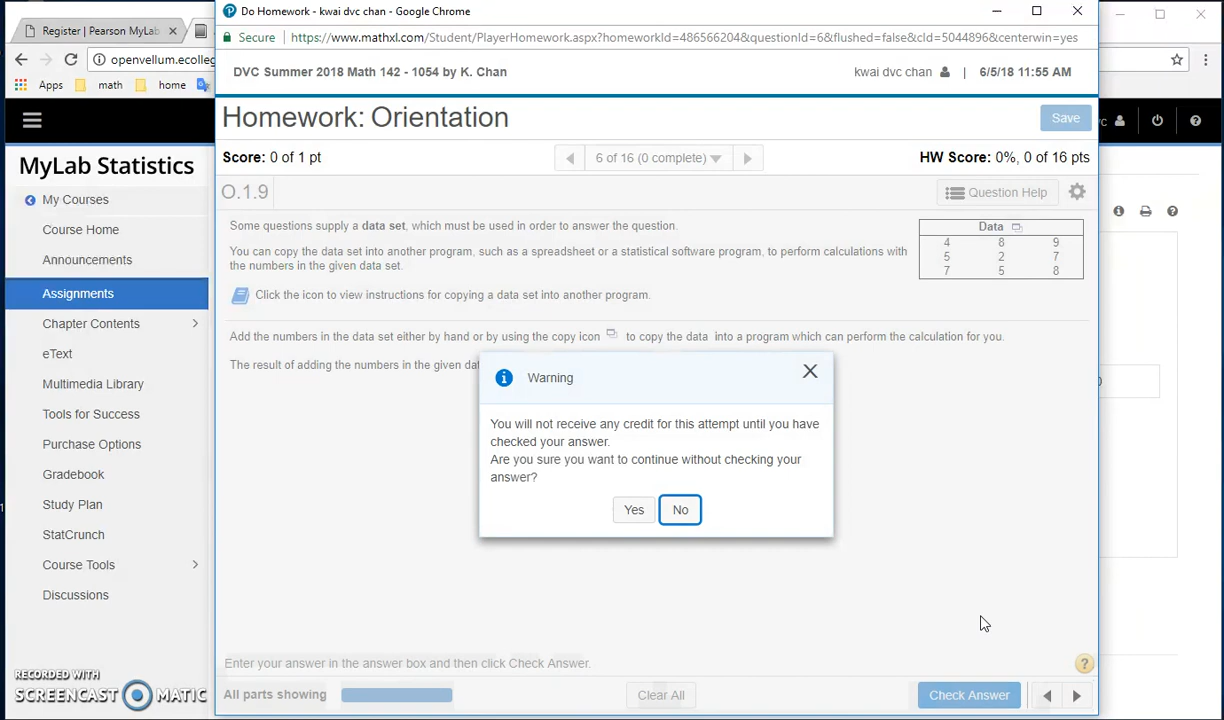 Do Homework - kwai dvc chan - Google Chrome
Register | Pearson MyLab
Secure https://www.mathxl.com/Student/PlayerHomework.aspx?homeworkId=486566204&questionId=6&flushed=false&cId=5044896&centerwin=yes
openvellum.ecolleg
Apps math home
DVC Summer 2018 Math 142 - 1054 by K. Chan
kwai dvc chan | 6/5/18 11:55 AM
Homework: Orientation
Save
vc
MyLab Statistics
My Courses
Course Home
Announcements
Assignments
Chapter Contents
eText
Multimedia Library
Tools for Success
Purchase Options
Gradebook
Study Plan
StatCrunch
Course Tools
Discussions
Score: 0 of 1 pt
6 of 16 (0 complete)
HW Score: 0%, 0 of 16 pts
O.1.9
Question Help
Some questions supply a data set, which must be used in order to answer the question.
You can copy the data set into another program, such as a spreadsheet or a statistical software program, to perform calculations with
the numbers in the given data set.
Data
4 8 9
5 2 7
7 5 8
Click the icon to view instructions for copying a data set into another program.
Add the numbers in the data set either by hand or by using the copy icon to copy the data into a program which can perform the calculation for you.
The result of adding the numbers in the given dat
Warning
You will not receive any credit for this attempt until you have
checked your answer.
Are you sure you want to continue without checking your
answer?
Yes No
Enter your answer in the answer box and then click Check Answer.
?
All parts showing
Clear All
Check Answer
RECORDED WITH
SCREENCAST MATIC